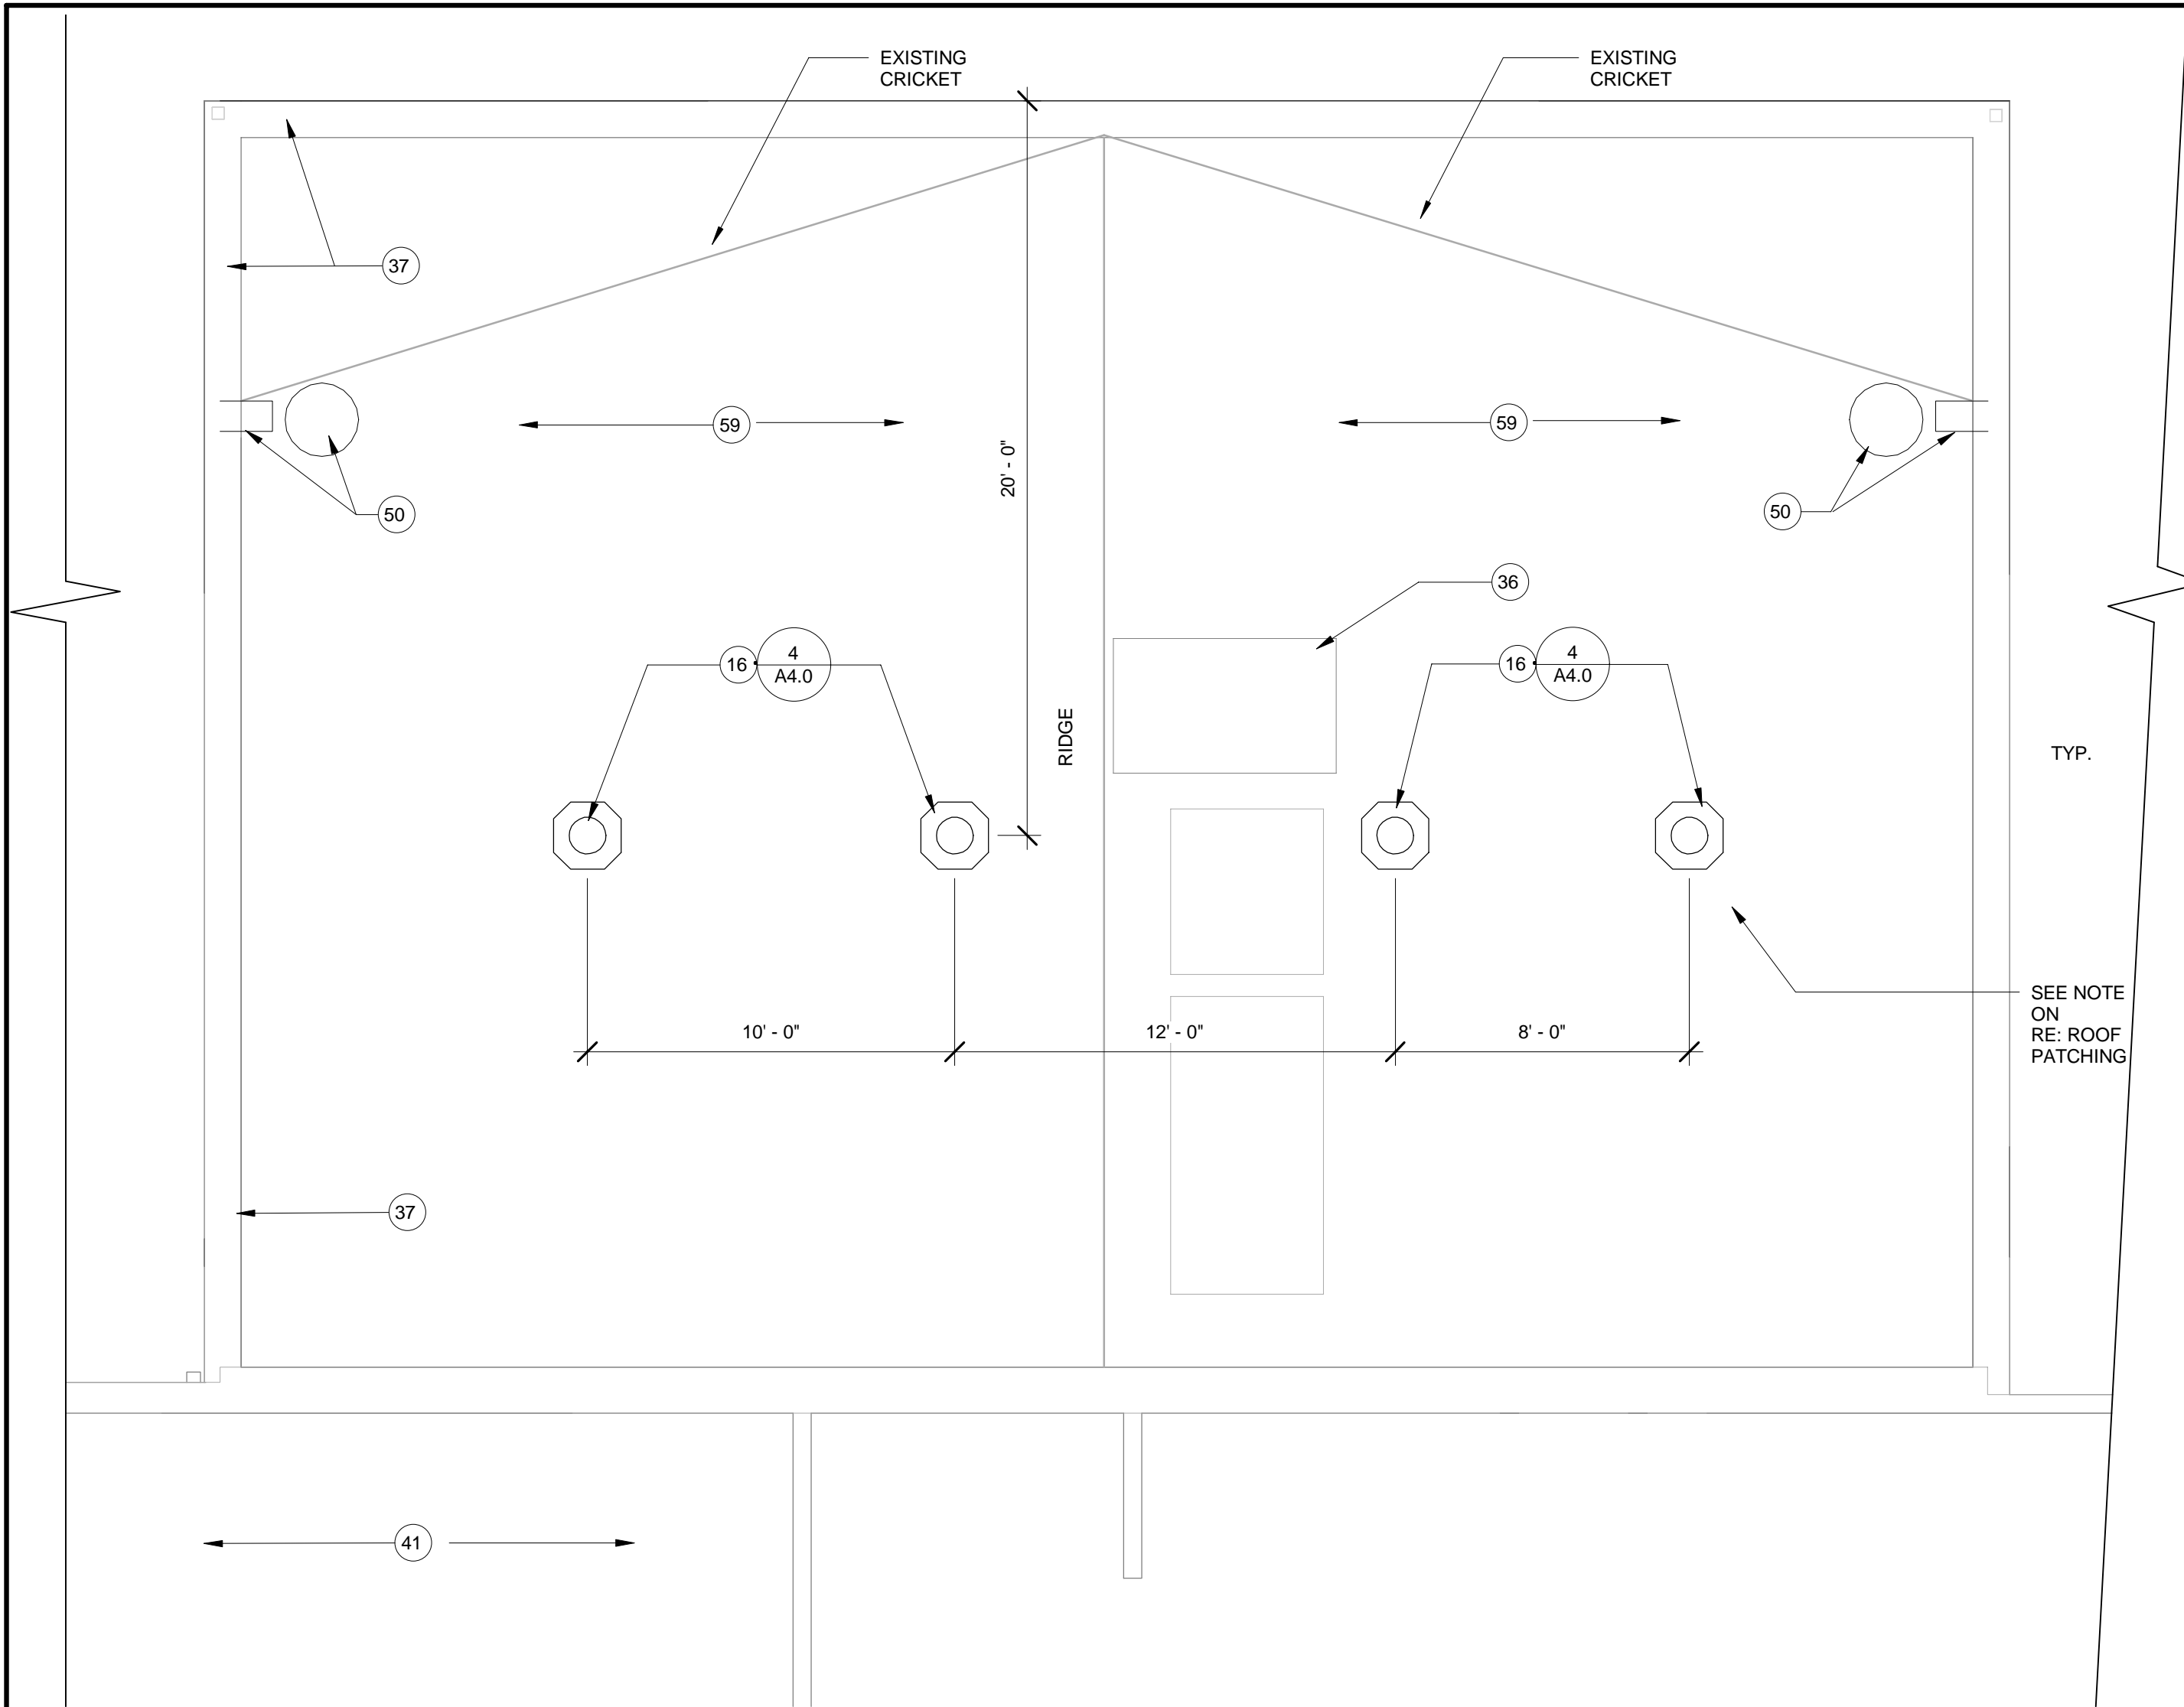 EXISTING
CRICKET
EXISTING
CRICKET
37
59
59
20' - 0"
50
50
36
16
4
A4.0
16
4
A4.0
RIDGE
TYP.
SEE NOTE
ON
RE: ROOF
PATCHING
10' - 0"
12' - 0"
8' - 0"
37
41